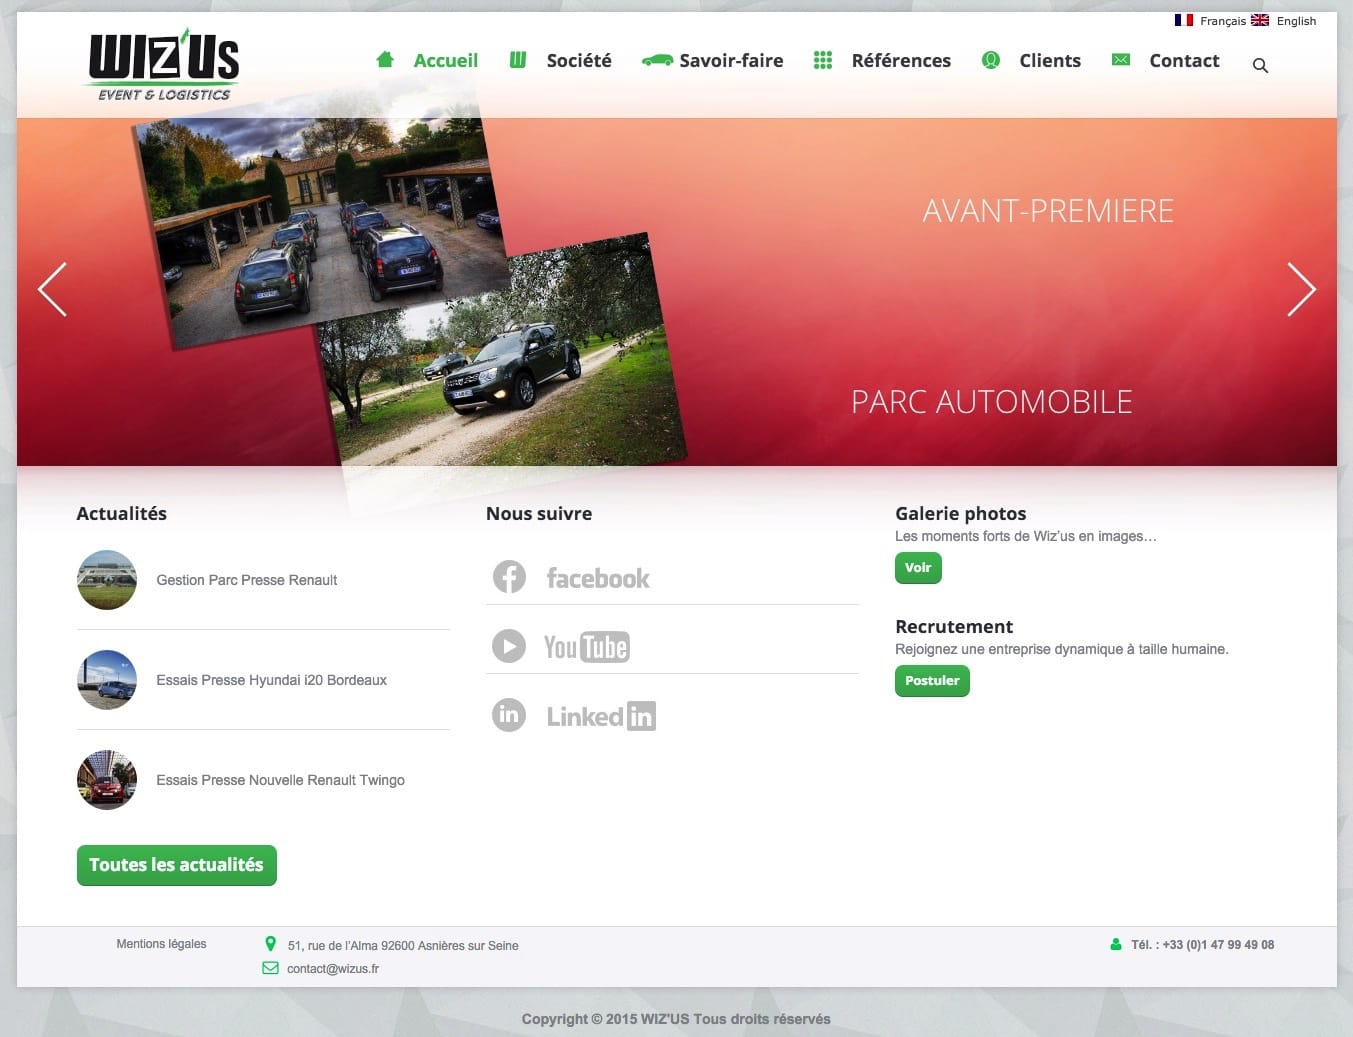 Français English
WIZ'US
EVENT & LOGISTICS
Accueil Société Savoir-faire Références Clients Contact
AVANT-PREMIERE
PARC AUTOMOBILE
Actualités
Gestion Parc Presse Renault
Essais Presse Hyundai i20 Bordeaux
Essais Presse Nouvelle Renault Twingo
Toutes les actualités
Nous suivre
facebook
YouTube
in Linked in
Galerie photos
Les moments forts de Wiz'us en images…
Voir
Recrutement
Rejoignez une entreprise dynamique à taille humaine.
Postuler
Mentions légales
51, rue de l'Alma 92600 Asnières sur Seine
contact@wizus.fr
Tél. : +33 (0)1 47 99 49 08
Copyright © 2015 WIZ'US Tous droits réservés